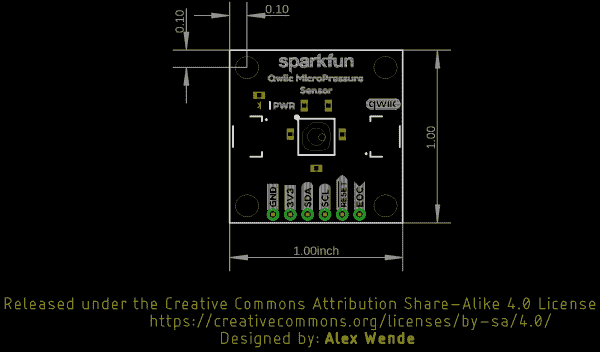 0.10
0.10
sparkfun
Qwiic MicroPressure
Sensor
PWR
qwiic
1.00
GND
3V3
SDA
SCL
RESET
EOC
1.00inch
Released under the Creative Commons Attribution Share-Alike 4.0 License
https://creativecommons.org/licenses/by-sa/4.0/
Designed by: Alex Wende